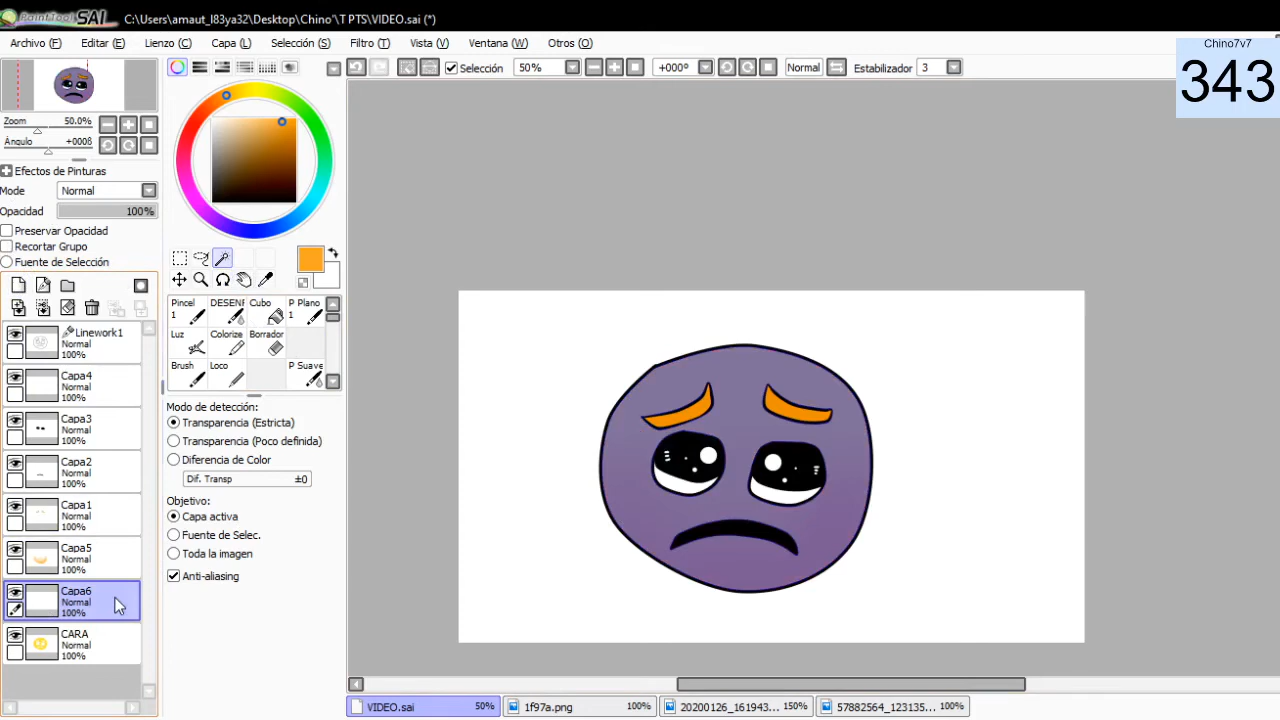 PaintTool SAI C:\Users\amaut_l83ya32\Desktop\Chino'\T PTS\VIDEO.sai (*)
Archivo (F) Editar (E) Lienzo (C) Capa (L) Selección (S) Filtro (T) Vista (V) Ventana (W) Otros (O)
Chino7v7
343
Selección 50% +000º Normal Estabilizador 3
Zoom 50.0%
Ángulo +000ß
Efectos de Pinturas
Mode Normal
Opacidad 100%
Preservar Opacidad
Recortar Grupo
Fuente de Selección
Linework1
Normal
100%
Capa4
Normal
100%
Capa3
Normal
100%
Capa2
Normal
100%
Capa1
Normal
100%
Capa5
Normal
100%
Capa6
Normal
100%
CARA
Normal
100%
Pincel 1 DESENF Cubo P Plano 1
Luz Colorize Borrador
Brush Loco P Suave
Modo de detección:
Transparencia (Estricta)
Transparencia (Poco definida)
Diferencia de Color
Dif. Transp ±0
Objetivo:
Capa activa
Fuente de Selec.
Toda la imagen
Anti-aliasing
VIDEO.sai 50% 1f97a.png 100% 20200126_161943... 150% 57882564_123135... 100%